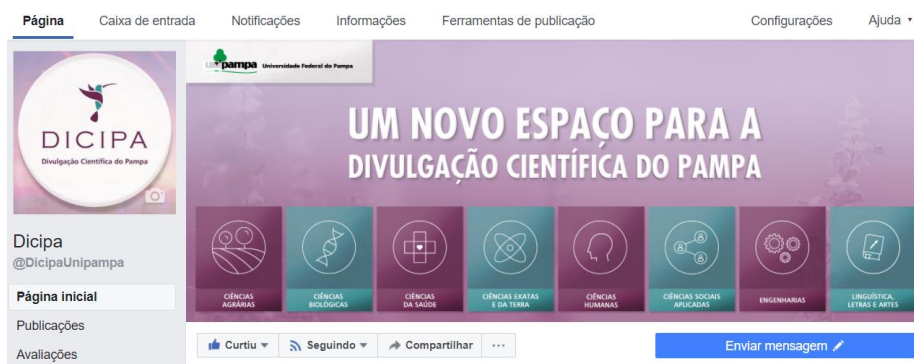 Página Caixa de entrada Notificações Informações Ferramentas de publicação Configurações Ajuda
unipampa Universidade Federal do Pampa
UM NOVO ESPAÇO PARA A
DIVULGAÇÃO CIENTÍFICA DO PAMPA
DICIPA
Divulgação Científica do Pampa
CIÊNCIAS
AGRÁRIAS
CIÊNCIAS
BIOLÓGICAS
CIÊNCIAS
DA SAÚDE
CIÊNCIAS EXATAS
E DA TERRA
CIÊNCIAS
HUMANAS
CIÊNCIAS SOCIAIS
APLICADAS
ENGENHARIAS
LINGUÍSTICA,
LETRAS E ARTES
Dicipa
@DicipaUnipampa
Página inicial
Publicações
Avaliações
Curtiu Seguindo Compartilhar ... Enviar mensagem